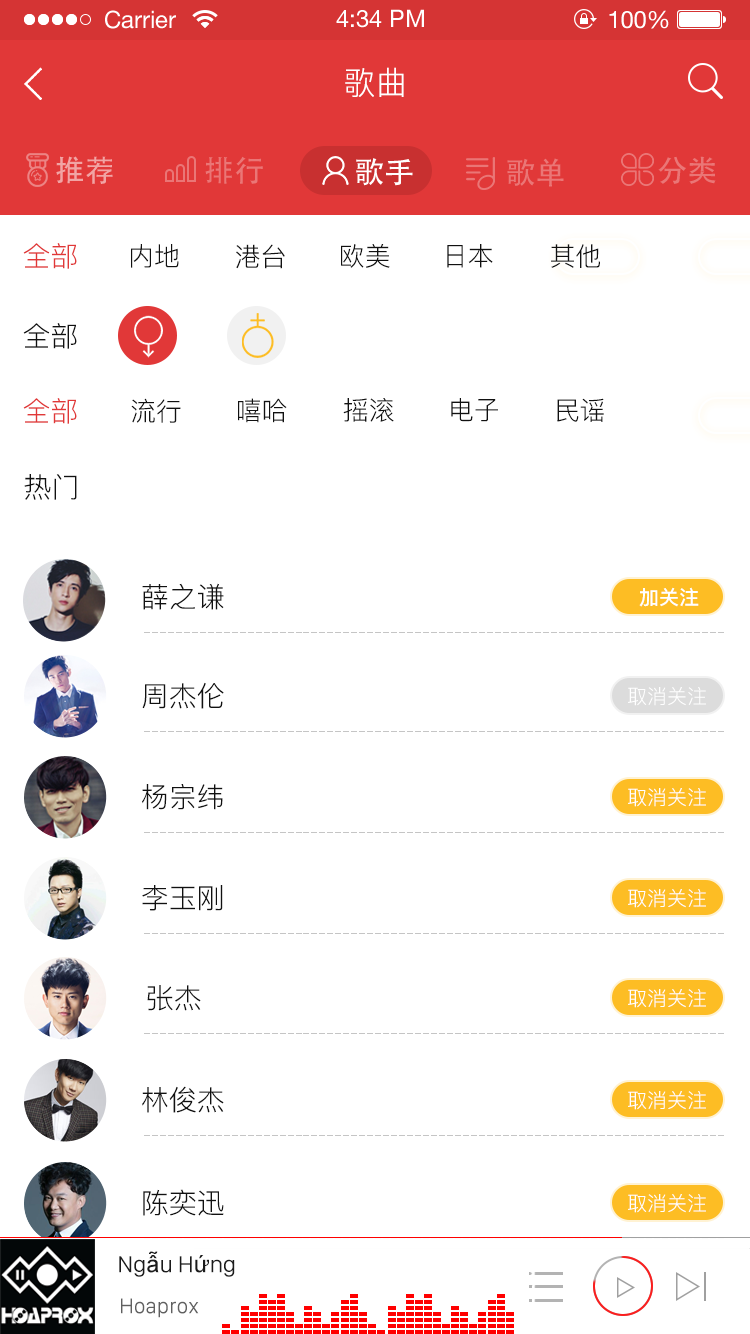 Carrier 4:34 PM 100%
歌曲
推荐 排行 歌手 歌单 分类
全部 内地 港台 欧美 日本 其他
全部
全部 流行 嘻哈 摇滚 电子 民谣
热门
薛之谦 加关注
周杰伦 取消关注
杨宗纬 取消关注
李玉刚 取消关注
张杰 取消关注
林俊杰 取消关注
陈奕迅 取消关注
Ngẫu Hứng
HOAPROX Hoaprox